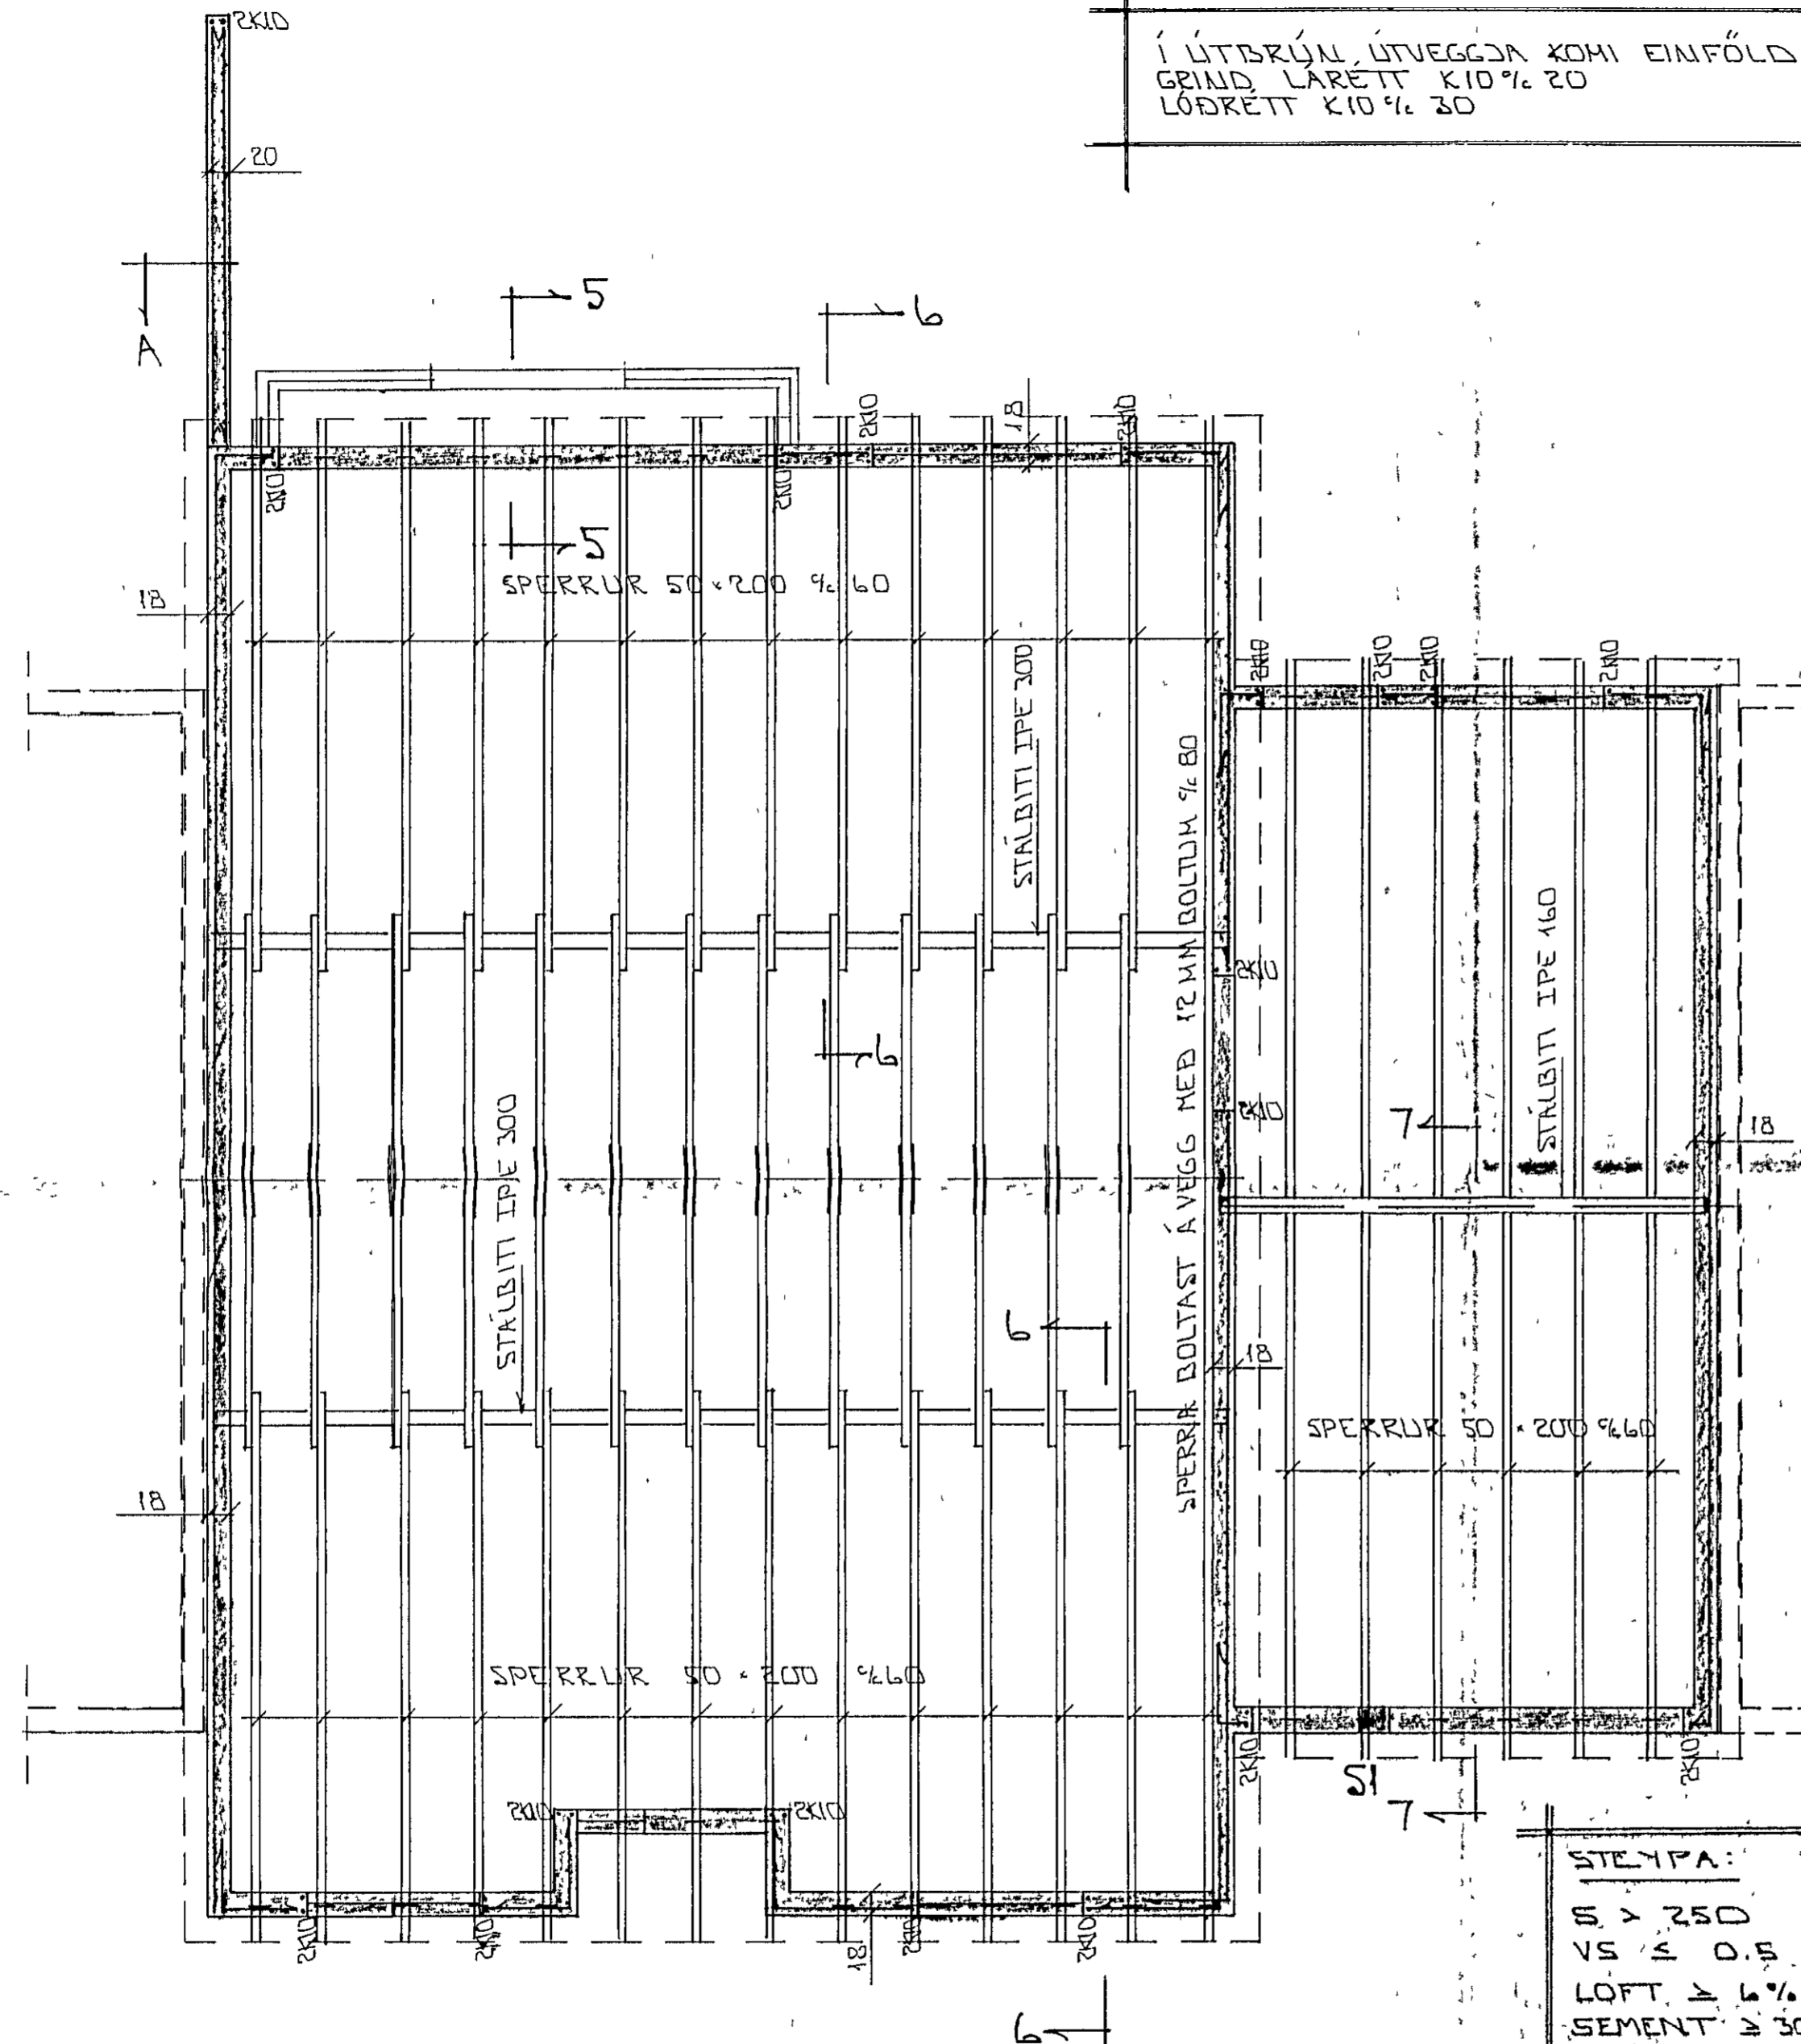 2K10
Í ÚTBRÚN ÚTVEGGJA KOMI EINFÖLD
GRIND, LÁRÉTT K10 % 20
LÓÐRÉTT K10 % 30
20
A
5
6
2K10
18
2K10
2K10
2K10
5
SPERRUR 50 × 200 % 60
18
STÁLBITI IPE 300
2K10
2K10
2K10
2K10
SPERRA BOLTAST Á VEGG MEÐ 12 MM BOLTUM % 80
STÁLBITI IPE 160
2K10
6
2K10
7
18
STÁLBITI IPE 300
6
18
SPERRUR 50 × 200 % 60
18
SPERRUR 50 × 200 % 60
2K10
2K10
2K10
S1
2K10
7
2K10
2K10
18
2K10
2K10
6
STEYPA:
S > 250
VS ≤ 0.5
LOFT ≥ 6%
SEMENT ≥